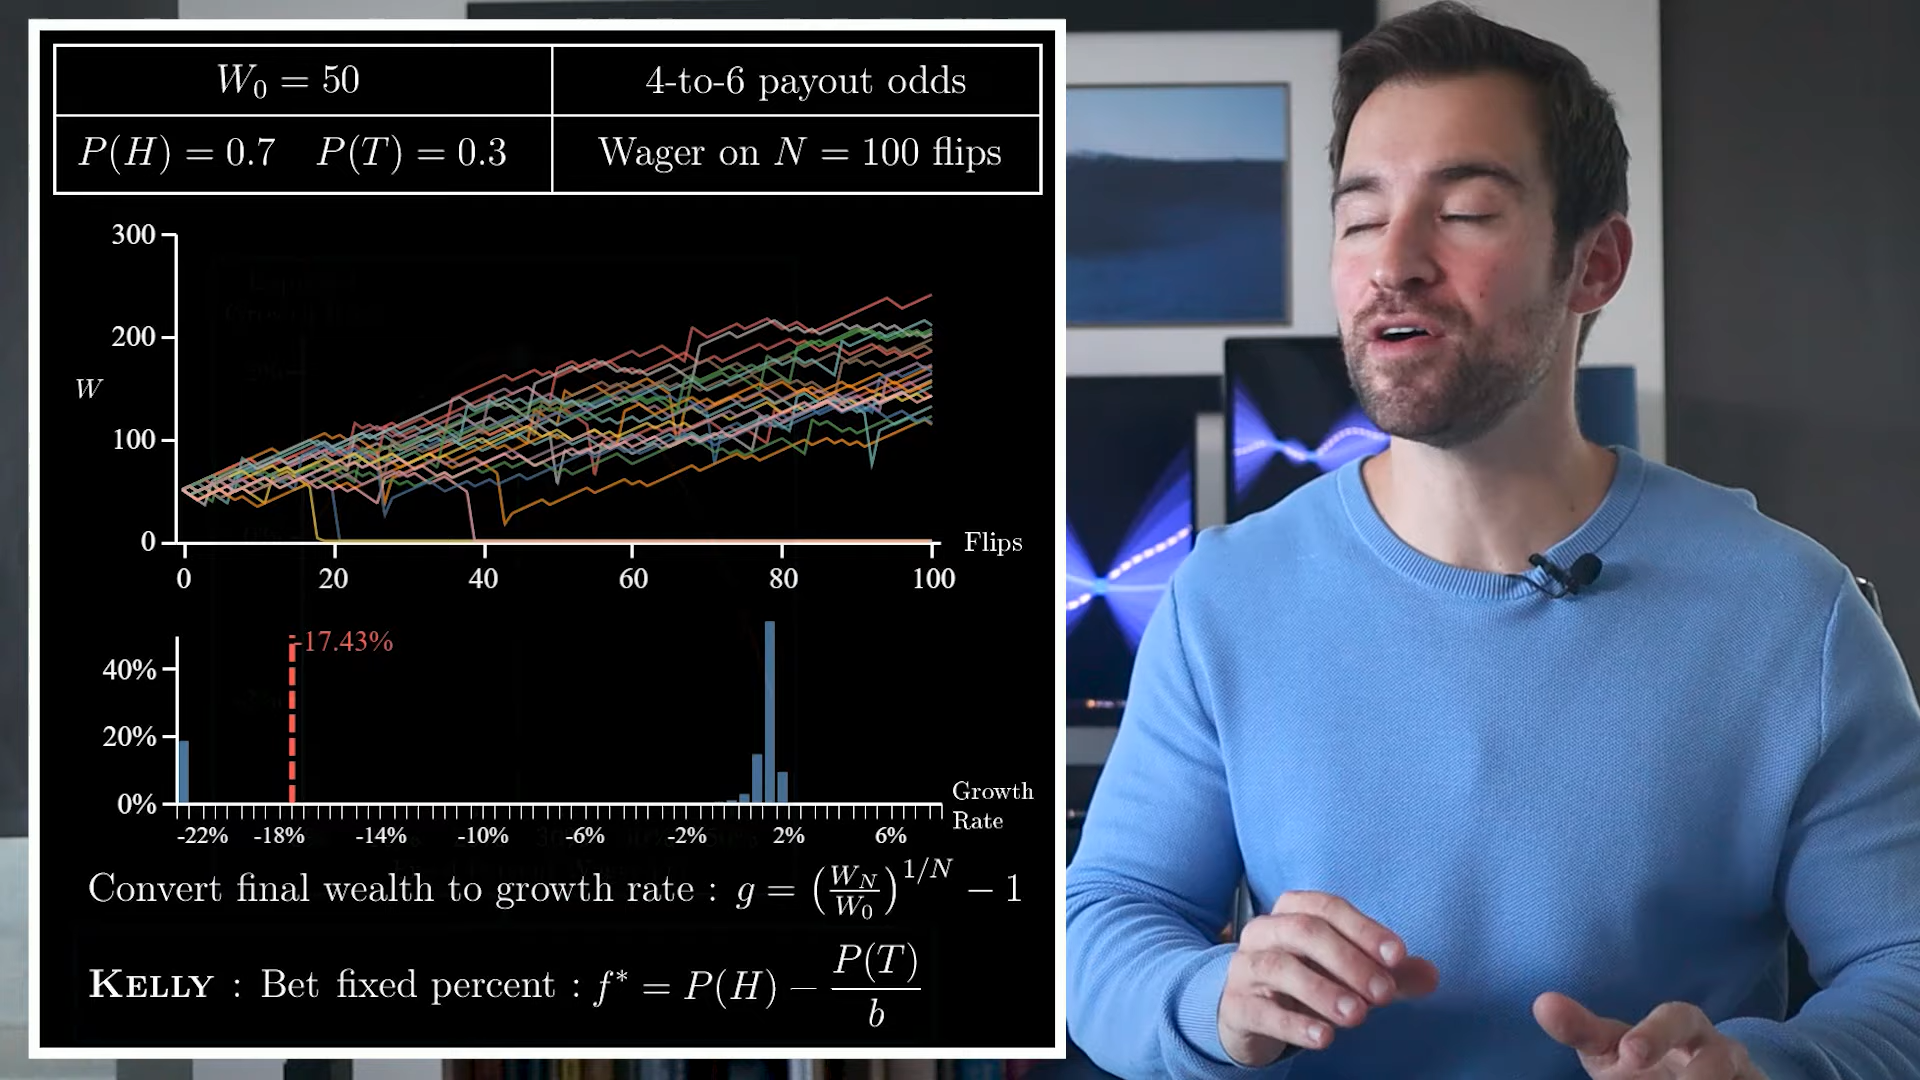 W₀ = 50
4-to-6 payout odds
P(H) = 0.7 P(T) = 0.3
Wager on N = 100 flips
300
200
W
100
0
Flips
0 20 40 60 80 100
-17.43%
40%
20%
0%
Growth
Rate
-22% -18% -14% -10% -6% -2% 2% 6%
Convert final wealth to growth rate : g = (W_N/W₀)^{1/N} − 1
KELLY : Bet fixed percent : f* = P(H) − P(T)/b